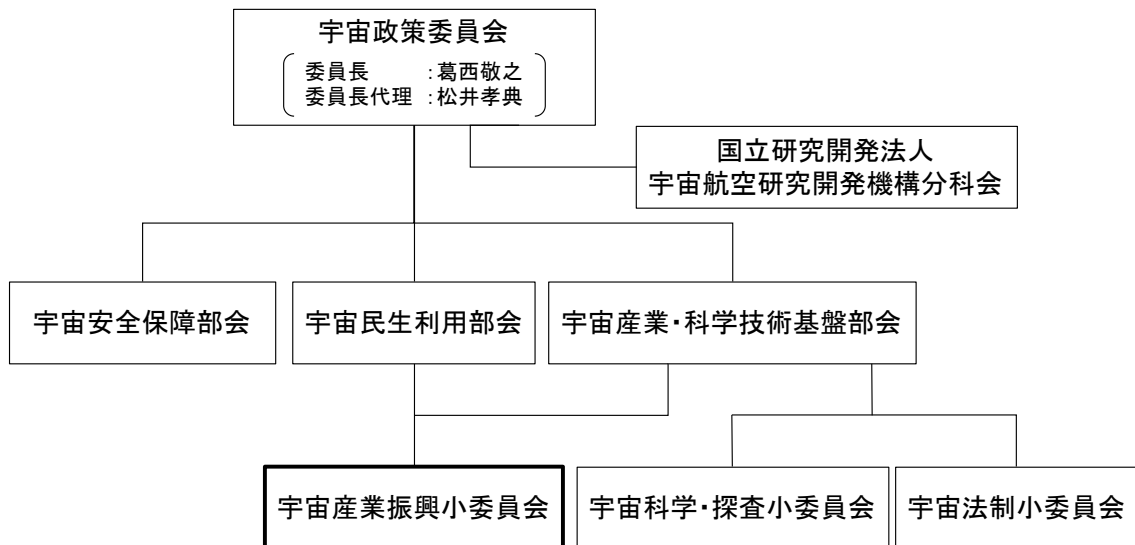 宇宙政策委員会
委員長　　　：葛西敬之
委員長代理　：松井孝典
国立研究開発法人
宇宙航空研究開発機構分科会
宇宙安全保障部会
宇宙民生利用部会
宇宙産業・科学技術基盤部会
宇宙産業振興小委員会
宇宙科学・探査小委員会
宇宙法制小委員会